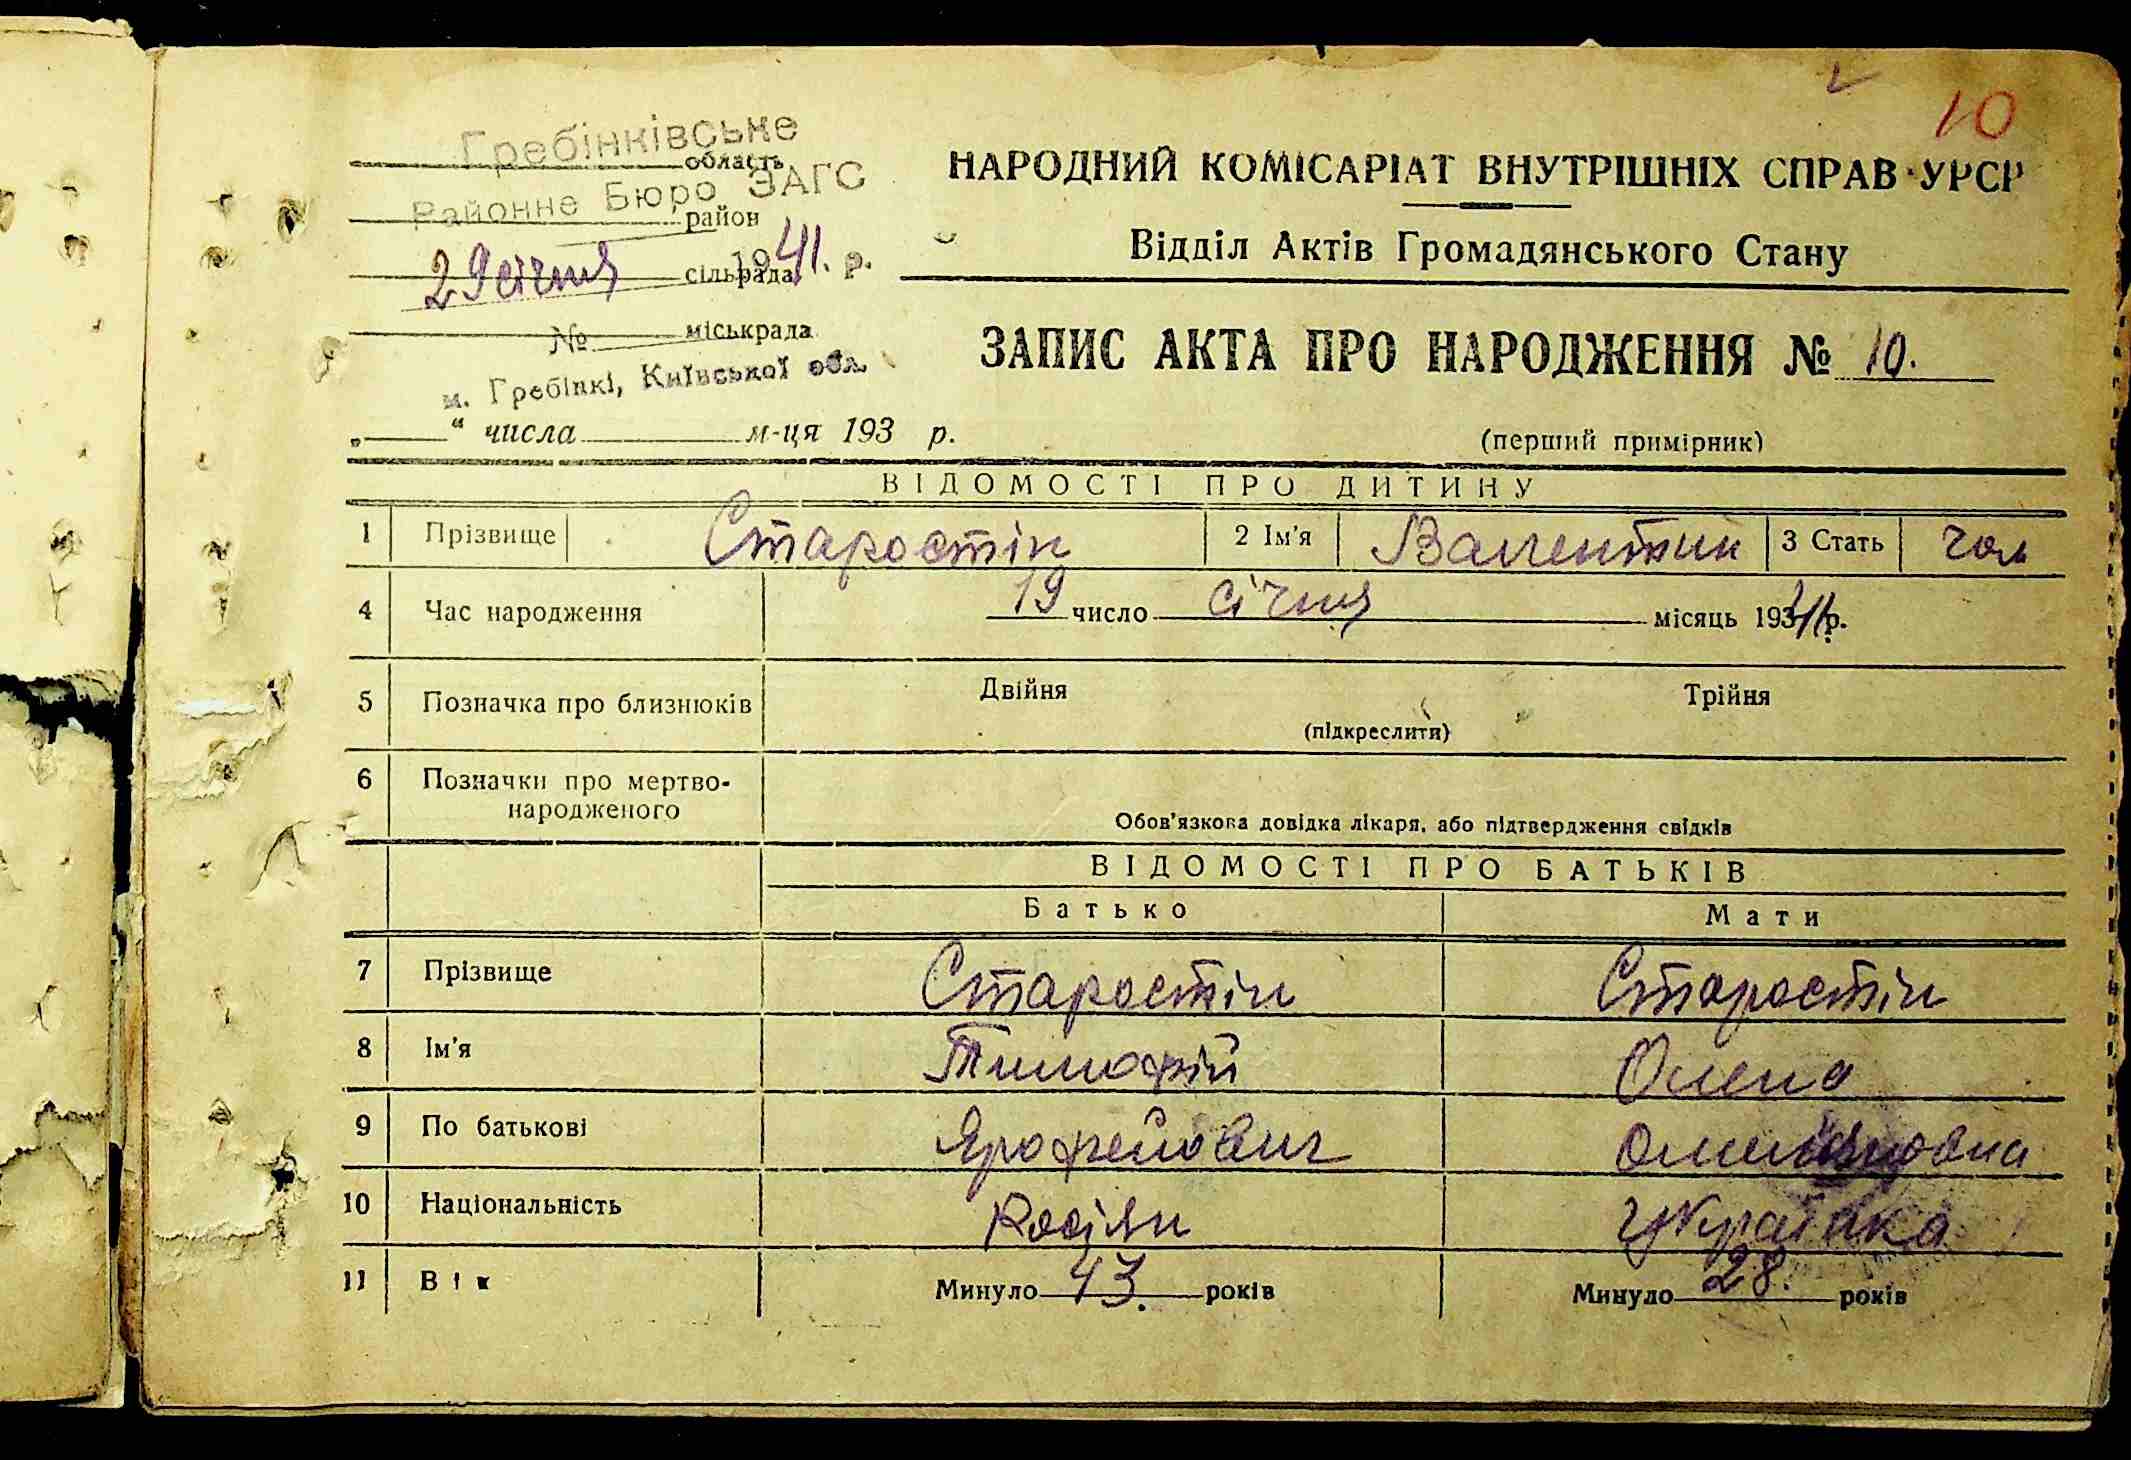 10
Гребінківське
область
Районне Бюро ЗАГС
район
29 січня 1941. р.
сільрада
№ міськрада
м. Гребінкі, Київської обл.
„ “ числа м-ця 193 р.
НАРОДНИЙ КОМІСАРІАТ ВНУТРІШНІХ СПРАВ УРСР
Відділ Актів Громадянського Стану
ЗАПИС АКТА ПРО НАРОДЖЕННЯ № 10.
(перший примірник)
ВІДОМОСТІ ПРО ДИТИНУ
1 Прізвище Старостін 2 Ім'я Валентин 3 Стать чол
4 Час народження 19 число січня місяць 1941 р.
5 Позначка про близнюків Двійня Трійня
(підкреслити)
6 Позначки про мертво-
народженого
Обов'язкова довідка лікаря, або підтвердження свідків
ВІДОМОСТІ ПРО БАТЬКІВ
Батько Мати
7 Прізвище Старостін Старостін
8 Ім'я Тимофій Олена
9 По батькові Ярофейович
10 Національність Росіян Українка
11 Вік Минуло 43. років Минуло 28. років